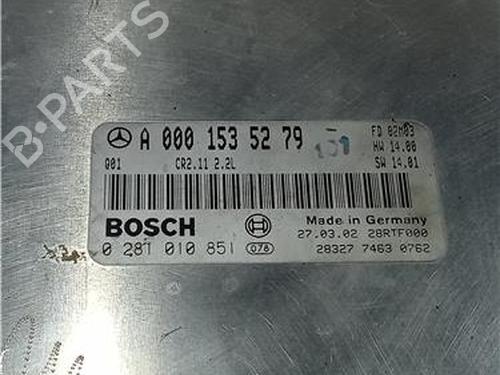 B-PARTS
A 000 153 52 79
FD 02M03
HW 14.00
001 CR2.11 2.2L
SW 14.01
BOSCH
Made in Germany
27.03.02 28RTF000
0 281 010 851 078
28327 7463 0762